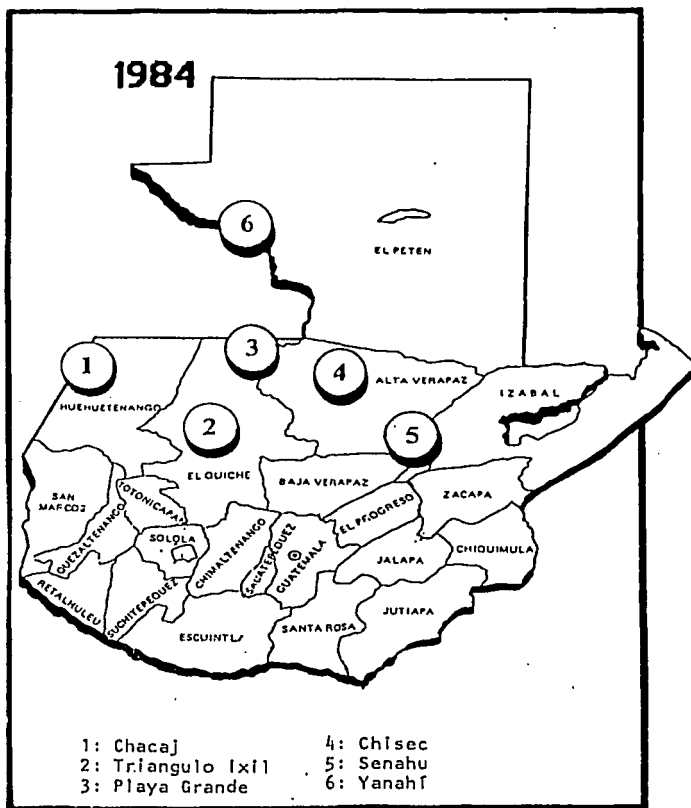 1984
6
EL PETEN
3
1
4
ALTA VERAPAZ
IZABAL
HUEHUETENANGO
2
5
EL QUICHE
BAJA VERAPAZ
SAN MARCOS
TOTONICAPAN
ZACAPA
EL PROGRESO
QUEZALTENANGO
SOLOLA
CHIMALTENANGO
SACATEPEQUEZ
GUATEMALA
JALAPA
CHIQUIMULA
RETALHULEU
SUCHITEPEQUEZ
JUTIAPA
ESCUINTLA
SANTA ROSA
1: Chacaj
2: Triangulo Ixil
3: Playa Grande
4: Chisec
5: Senahu
6: Yanahí